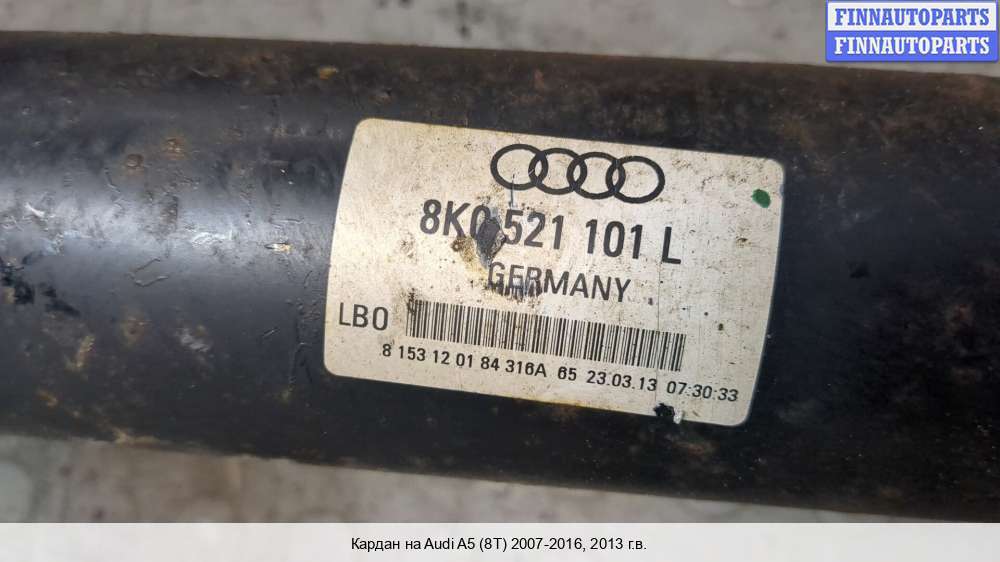 FINNAUTOPARTS
FINNAUTOPARTS
8K0 521 101 L
GERMANY
LBO
8 153 12 01 84 316A 65 23.03.13 07:30:33
Кардан на Audi A5 (8T) 2007-2016, 2013 г.в.